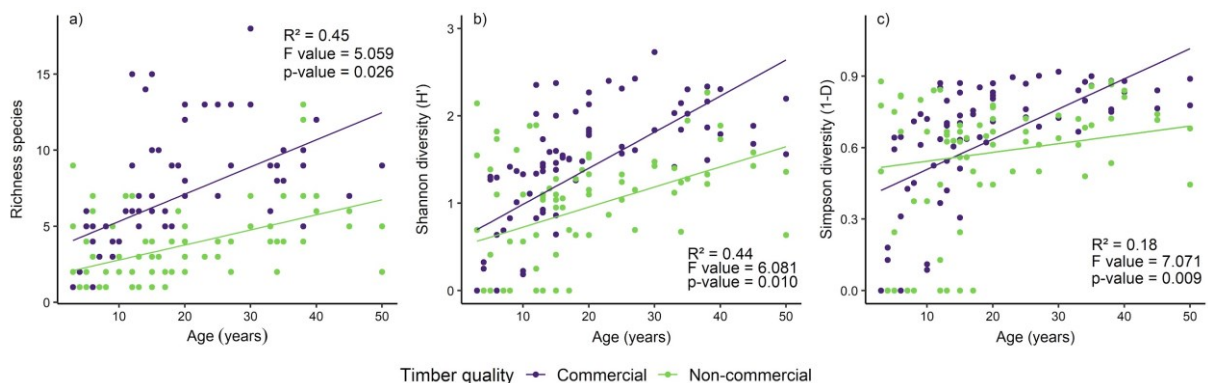 a)
R² = 0.45
F value = 5.059
p-value = 0.026
15
10
5
0
Richness species
10 20 30 40 50
Age (years)
b)
3
2
1
0
Shannon diversity (H')
R² = 0.44
F value = 6.081
p-value = 0.010
10 20 30 40 50
Age (years)
c)
0.9
0.6
0.3
0.0
Simpson diversity (1-D)
R² = 0.18
F value = 7.071
p-value = 0.009
10 20 30 40 50
Age (years)
Timber quality Commercial Non-commercial